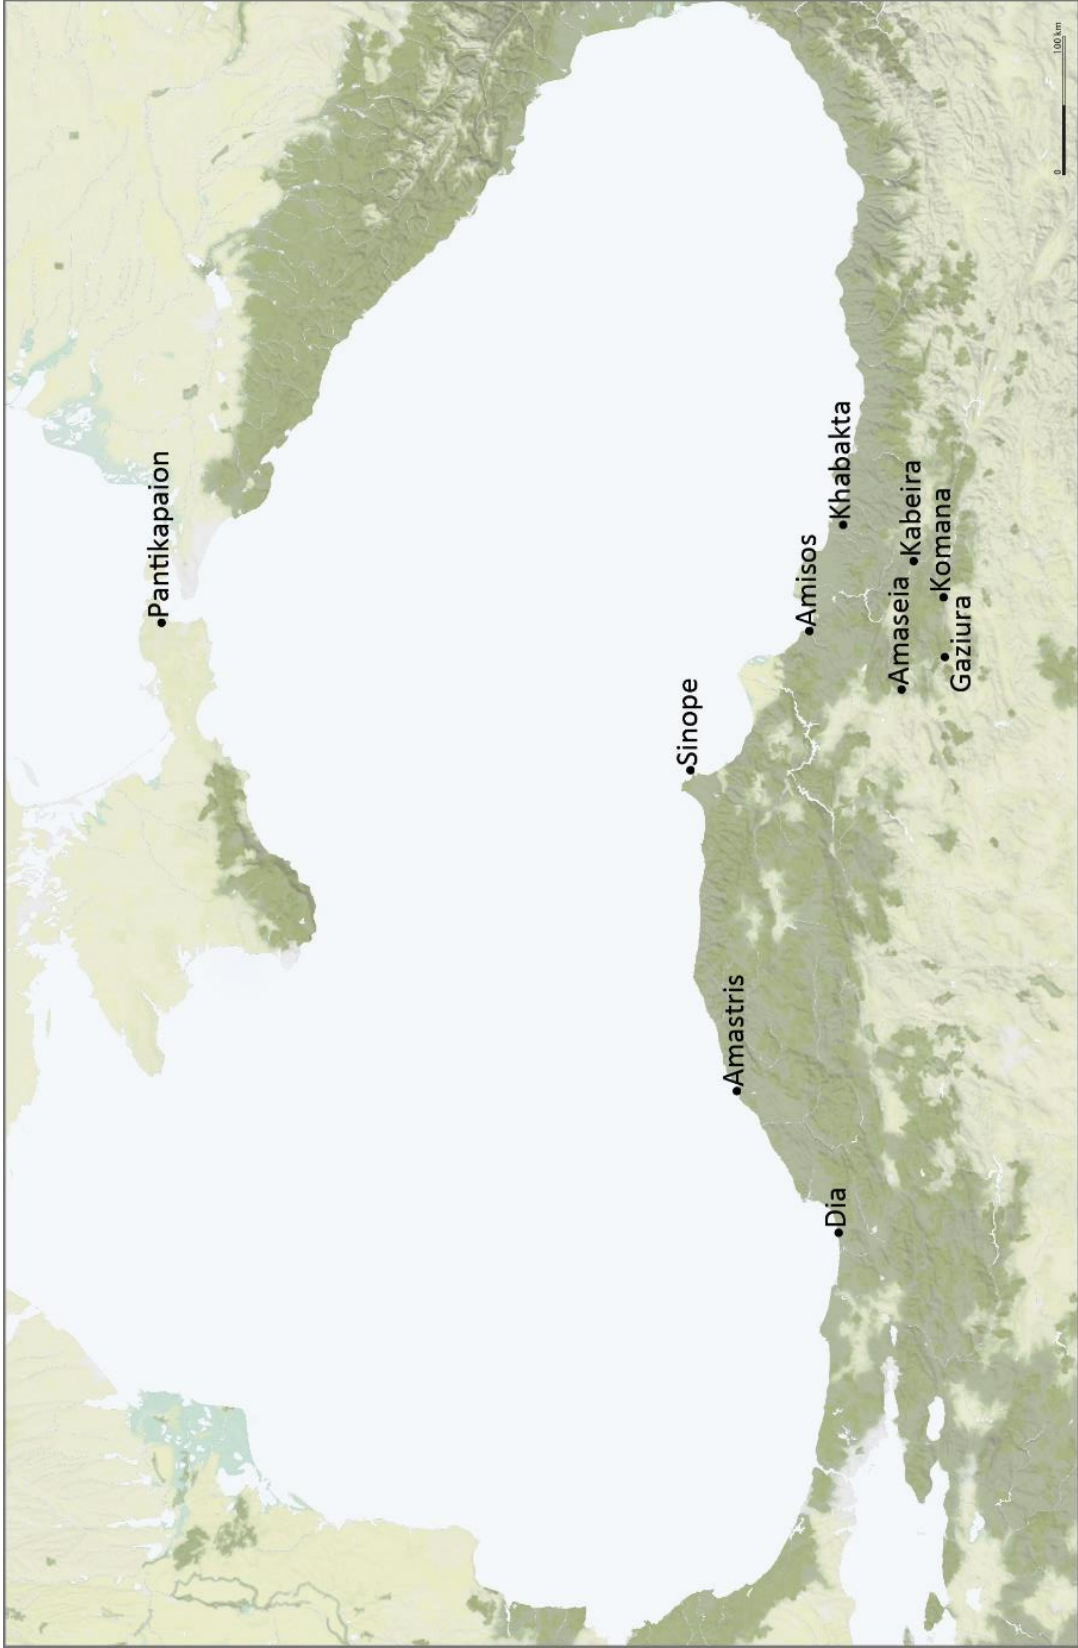 Pantikapaion
Sinope
Amastris
Dia
Amisos
Khabakta
Amaseia
Kabeira
Komana
Gaziura
0
100 km